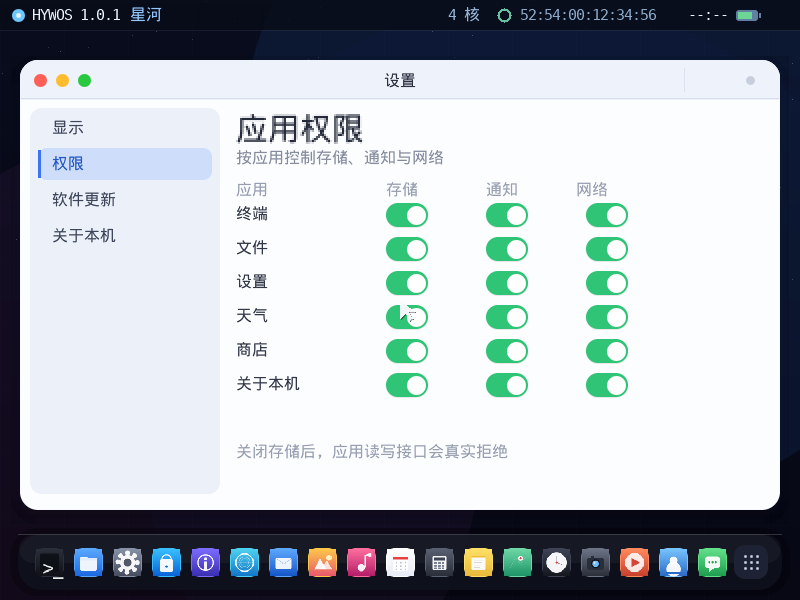 HYWOS 1.0.1 星河 4 核 52:54:00:12:34:56 --:--
设置
显示
权限
软件更新
关于本机
应用权限
按应用控制存储、通知与网络
应用 存储 通知 网络
终端
文件
设置
天气
商店
关于本机
关闭存储后，应用读写接口会真实拒绝
>_